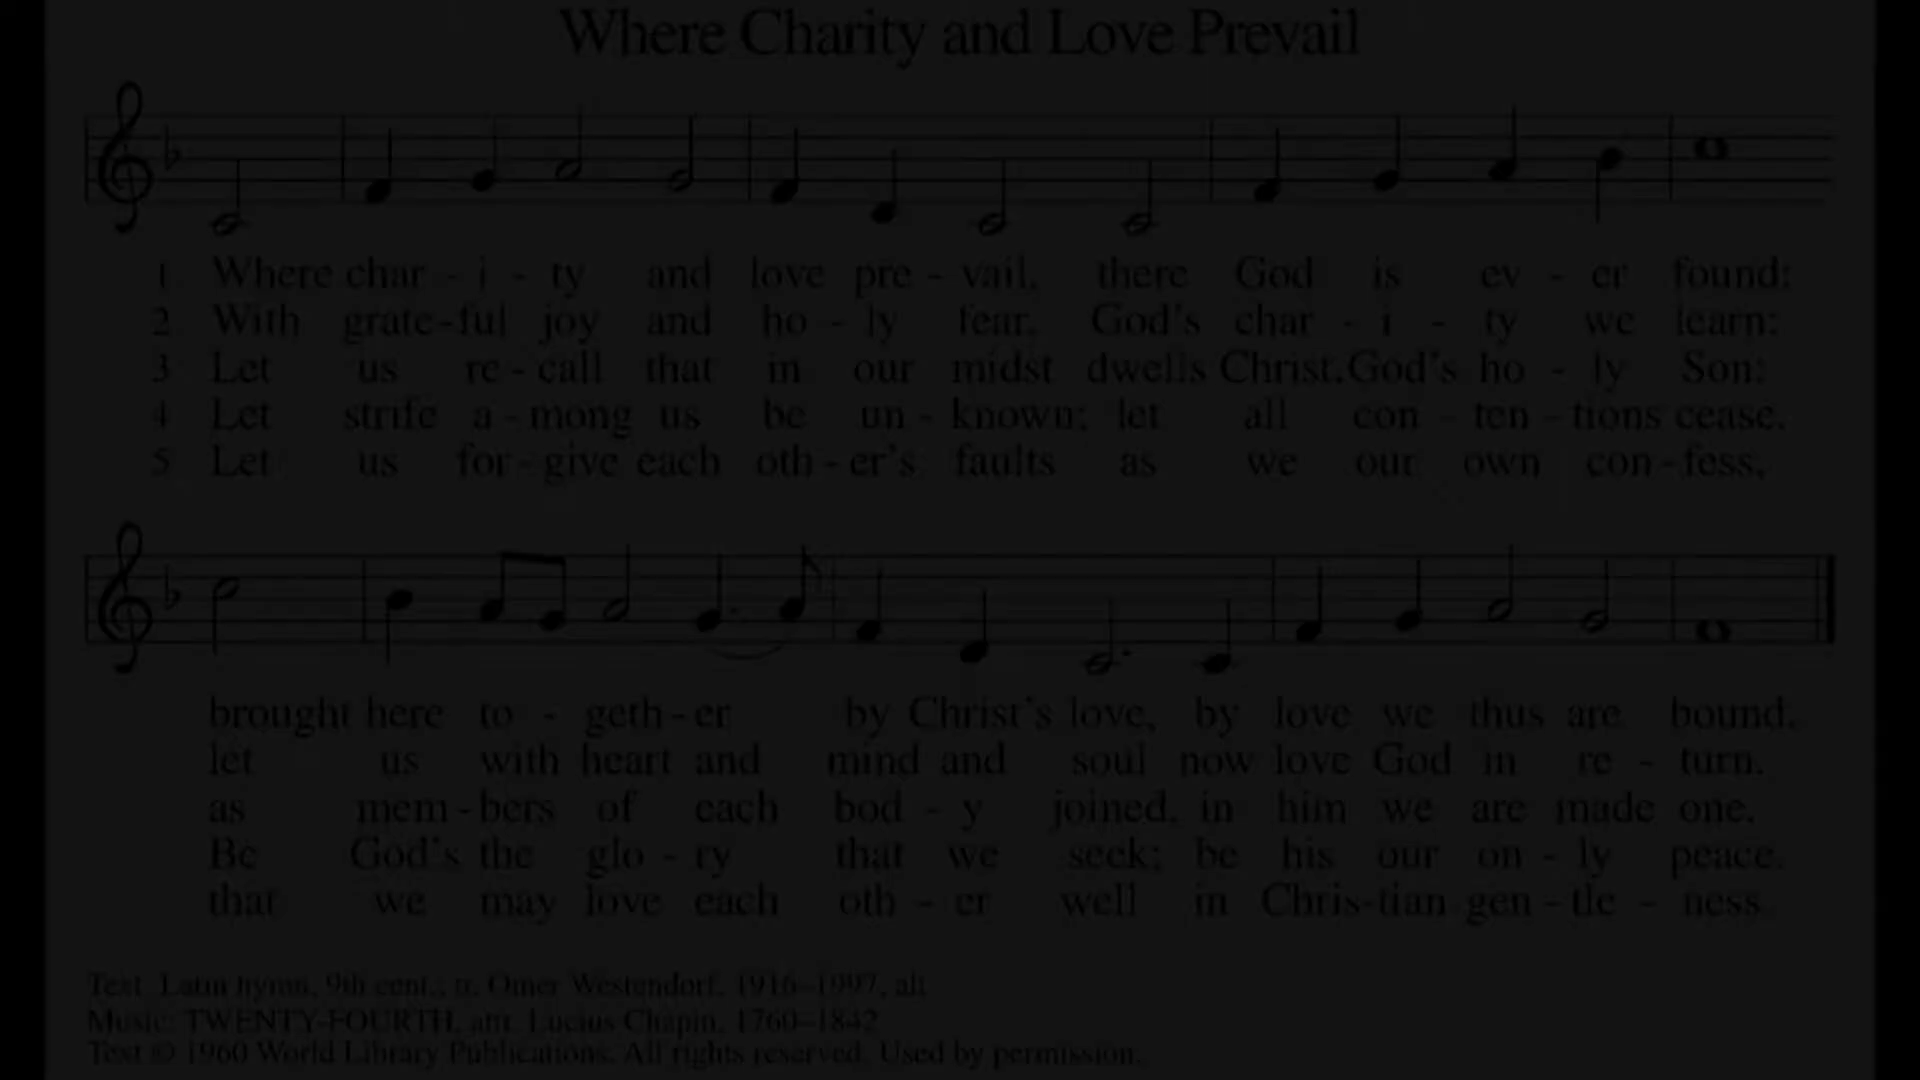 Where Charity and Love Prevail
1 Where char - i - ty and love pre - vail, there God is ev - er found;
2 With grate - ful joy and ho - ly fear, God's char - i - ty we learn;
3 Let us re - call that in our midst dwells Christ, God's ho - ly Son;
4 Let strife a - mong us be un - known; let all con - ten - tions cease.
5 Let us for - give each oth - er's faults as we our own con - fess,
brought here to - geth - er by Christ's love, by love we thus are bound.
let us with heart and mind and soul now love God in re - turn.
as mem - bers of each bod - y joined, in him we are made one.
Be God's the glo - ry that we seek; be his our on - ly peace.
that we may love each oth - er well in Chris - tian gen - tle - ness.
Text: Latin hymn, 9th cent.; tr. Omer Westendorf, 1916–1997, alt.
Music: TWENTY-FOURTH, attr. Lucius Chapin, 1760–1842
Text © 1960 World Library Publications. All rights reserved. Used by permission.